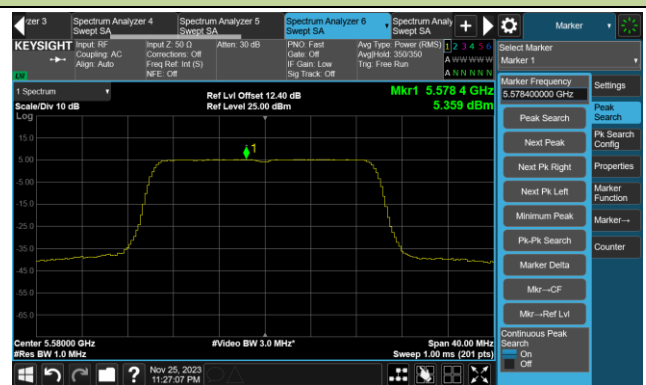 zer 3
Spectrum Analyzer 4
Swept SA
Spectrum Analyzer 5
Swept SA
Spectrum Analyzer 6
Swept SA
Spectrum Analy
Swept SA
+
Marker
KEYSIGHT
Input: RF
Coupling: AC
Align: Auto
Input Z: 50 Ω
Corrections: Off
Freq Ref: Int (S)
NFE: Off
Atten: 30 dB
PNO: Fast
Gate: Off
IF Gain: Low
Sig Track: Off
Avg Type: Power (RMS)
Avg|Hold: 350/350
Trig: Free Run
1 2 3 4 5 6
A W W W W W
A N N N N N
Select Marker
Marker 1
1 Spectrum
Scale/Div 10 dB
Log
Ref Lvl Offset 12.40 dB
Ref Level 25.00 dBm
Mkr1 5.578 4 GHz
5.359 dBm
15.0
5.00
-5.00
-15.0
-25.0
-35.0
-45.0
-55.0
-65.0
1
Center 5.58000 GHz
#Res BW 1.0 MHz
#Video BW 3.0 MHz*
Span 40.00 MHz
Sweep 1.00 ms (201 pts)
Marker Frequency
5.578400000 GHz
Peak Search
Next Peak
Next Pk Right
Next Pk Left
Minimum Peak
Pk-Pk Search
Marker Delta
Mkr→CF
Mkr→Ref Lvl
Continuous Peak
Search
On
Off
Settings
Peak
Search
Pk Search
Config
Properties
Marker
Function
Marker→
Counter
?
Nov 25, 2023
11:27:07 PM